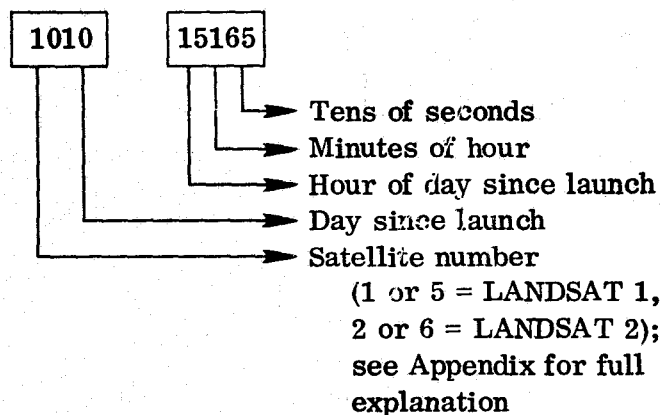 1010 15165
Tens of seconds
Minutes of hour
Hour of day since launch
Day since launch
Satellite number
(1 or 5 = LANDSAT 1,
2 or 6 = LANDSAT 2);
see Appendix for full
explanation